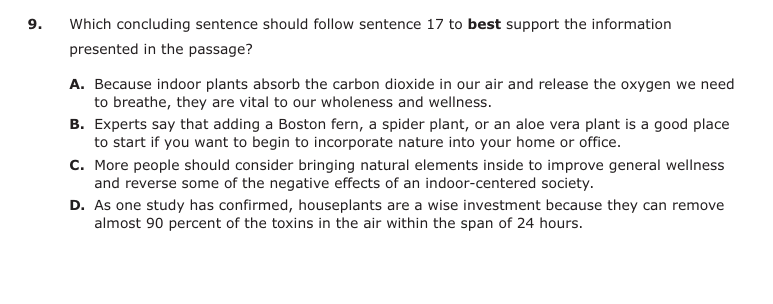 9. Which concluding sentence should follow sentence 17 to best support the information
presented in the passage?
A. Because indoor plants absorb the carbon dioxide in our air and release the oxygen we need
to breathe, they are vital to our wholeness and wellness.
B. Experts say that adding a Boston fern, a spider plant, or an aloe vera plant is a good place
to start if you want to begin to incorporate nature into your home or office.
C. More people should consider bringing natural elements inside to improve general wellness
and reverse some of the negative effects of an indoor-centered society.
D. As one study has confirmed, houseplants are a wise investment because they can remove
almost 90 percent of the toxins in the air within the span of 24 hours.